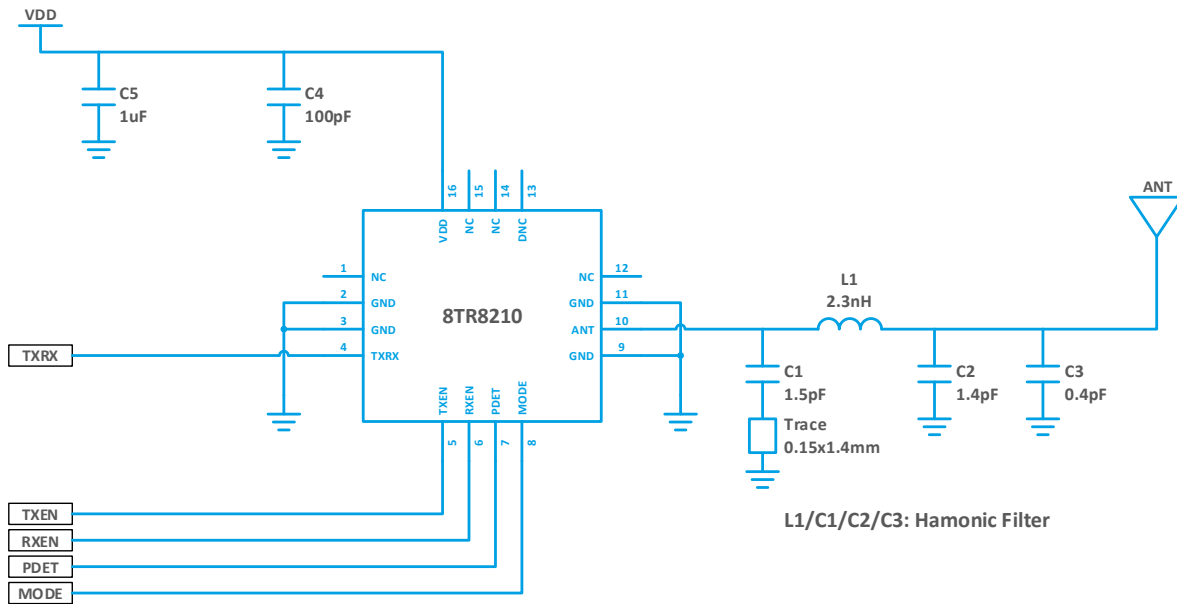 VDD
C5
1uF
C4
100pF
16
15
14
13
VDD
NC
NC
DNC
ANT
1
NC
NC
12
2
GND
GND
11
8TR8210
3
GND
ANT
10
TXRX
4
TXRX
GND
9
L1
2.3nH
C1
1.5pF
C2
1.4pF
C3
0.4pF
TXEN
RXEN
PDET
MODE
5
6
7
8
Trace
0.15x1.4mm
TXEN
RXEN
PDET
MODE
L1/C1/C2/C3: Hamonic Filter